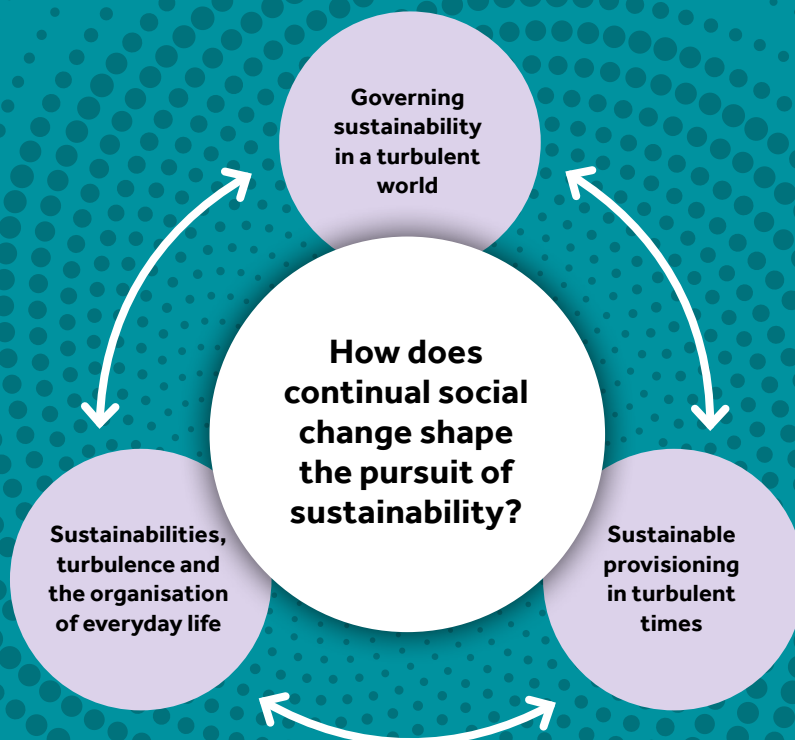 Governing
sustainability
in a turbulent
world
How does
continual social
change shape
the pursuit of
sustainability?
Sustainabilities,
turbulence and
the organisation
of everyday life
Sustainable
provisioning
in turbulent
times